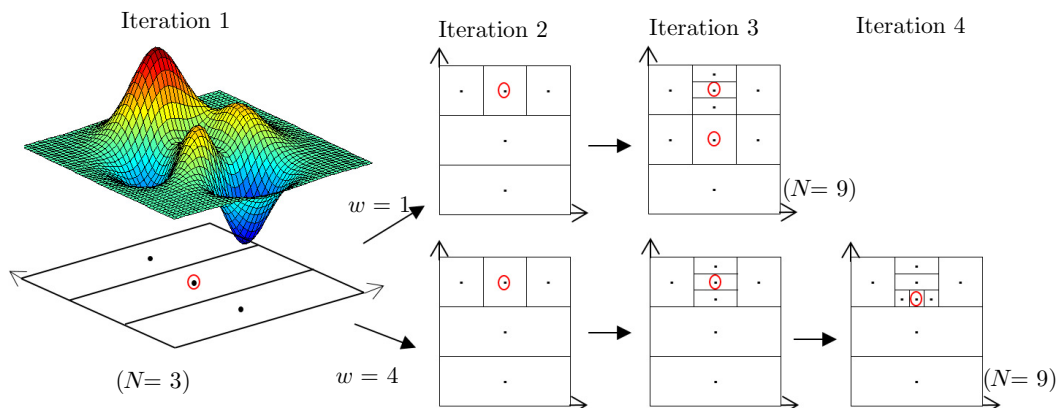 Iteration 1
Iteration 2
Iteration 3
Iteration 4
w = 1
(N= 9)
(N= 3)
w = 4
(N= 9)